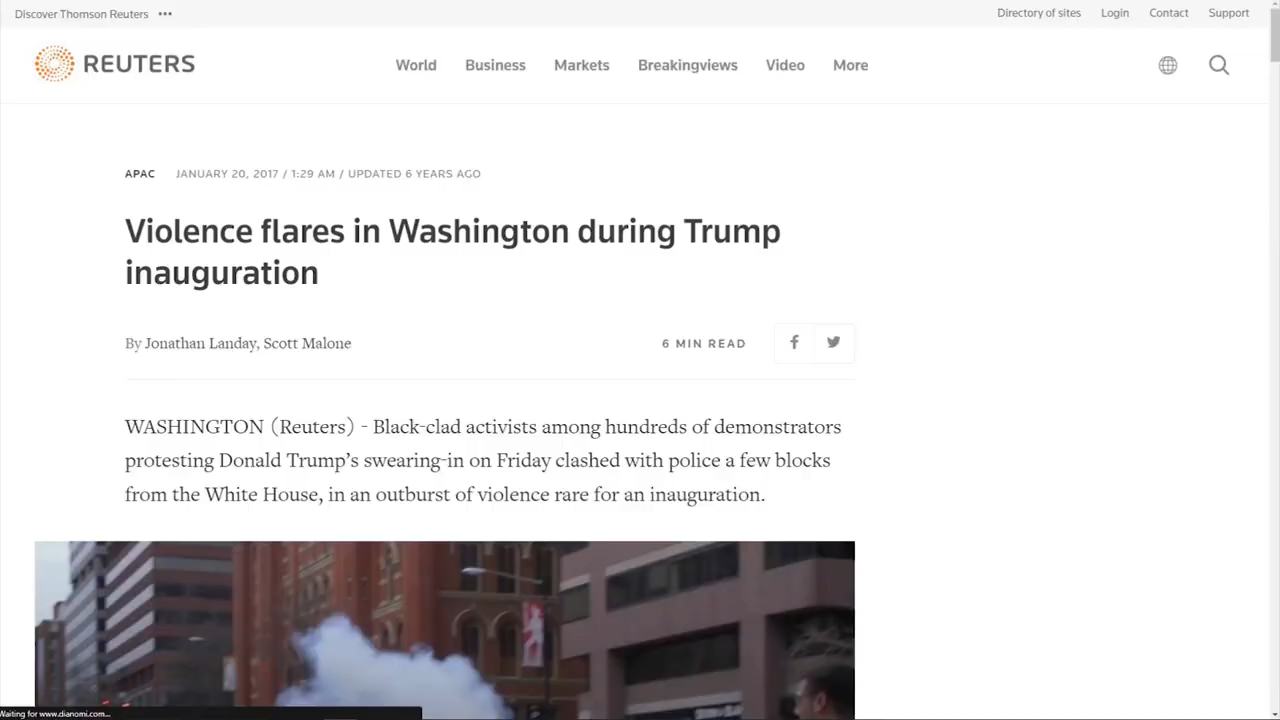 Discover Thomson Reuters •••
Directory of sites Login Contact Support
REUTERS
World Business Markets Breakingviews Video More
APAC JANUARY 20, 2017 / 1:29 AM / UPDATED 6 YEARS AGO
Violence flares in Washington during Trump
inauguration
By Jonathan Landay, Scott Malone
6 MIN READ
WASHINGTON (Reuters) - Black-clad activists among hundreds of demonstrators
protesting Donald Trump’s swearing-in on Friday clashed with police a few blocks
from the White House, in an outburst of violence rare for an inauguration.
Waiting for www.dianomi.com...